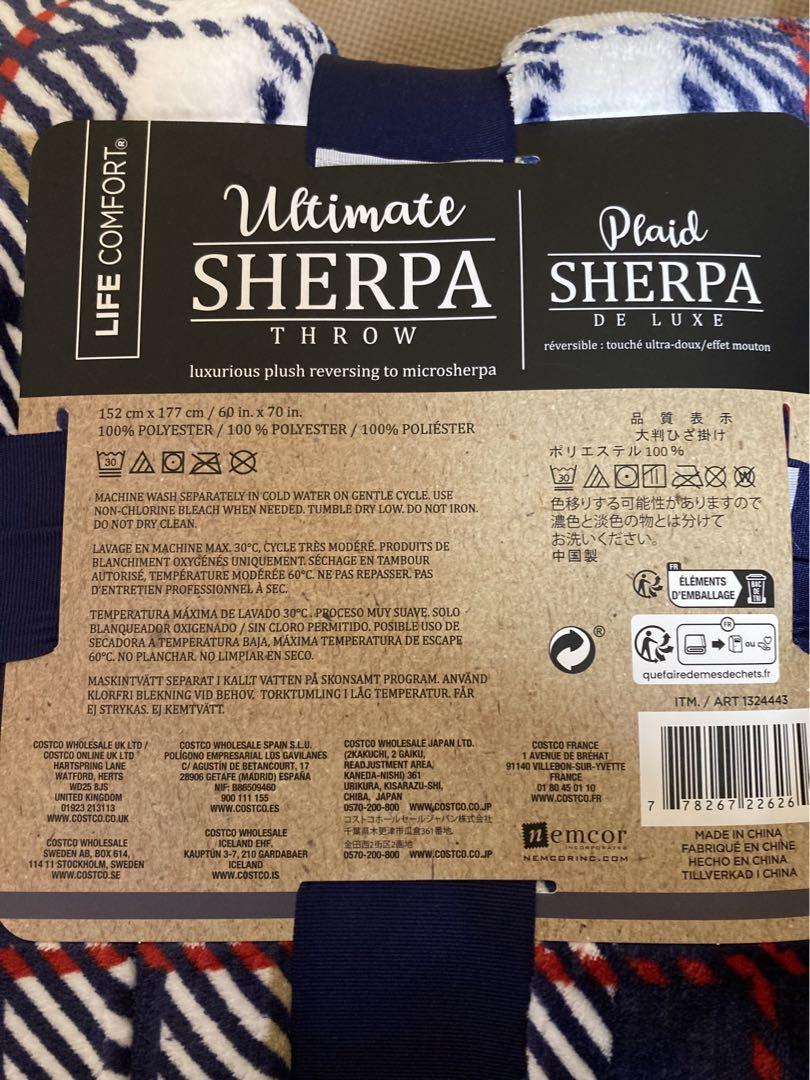 LIFE COMFORT®
Ultimate
SHERPA
THROW
luxurious plush reversing to microsherpa
Plaid
SHERPA
DE LUXE
réversible : touché ultra-doux/effet mouton
152 cm x 177 cm / 60 in. x 70 in.
100% POLYESTER / 100 % POLYESTER / 100% POLIÉSTER
30
MACHINE WASH SEPARATELY IN COLD WATER ON GENTLE CYCLE. USE
NON-CHLORINE BLEACH WHEN NEEDED. TUMBLE DRY LOW. DO NOT IRON.
DO NOT DRY CLEAN.
LAVAGE EN MACHINE MAX. 30°C, CYCLE TRÈS MODÉRÉ. PRODUITS DE
BLANCHIMENT OXYGÉNÉS UNIQUEMENT. SÉCHAGE EN TAMBOUR
AUTORISÉ, TEMPÉRATURE MODÉRÉE 60°C. NE PAS REPASSER. PAS
D'ENTRETIEN PROFESSIONNEL À SEC.
TEMPERATURA MÁXIMA DE LAVADO 30°C . PROCESO MUY SUAVE. SOLO
BLANQUEADOR OXIGENADO / SIN CLORO PERMITIDO. POSIBLE USO DE
SECADORA A TEMPERATURA BAJA, MÁXIMA TEMPERATURA DE ESCAPE
60°C. NO PLANCHAR. NO LIMPIAR EN SECO.
MASKINTVÄTT SEPARAT I KALLT VATTEN PÅ SKONSAMT PROGRAM. ANVÄND
KLORFRI BLEKNING VID BEHOV. TORKTUMLING I LÅG TEMPERATUR. FÅR
EJ STRYKAS. EJ KEMTVÄTT.
品質表示
大判ひざ掛け
ポリエステル 100 %
30
W
色移りする可能性がありますので
濃色と淡色の物とは分けて
お洗いください。
中国製
FR
ÉLÉMENTS
D'EMBALLAGE
BAC
DE
TRI
®
FR
ou
quefairedemesdechets.fr
ITM. / ART 1324443
7 78267 22626
COSTCO WHOLESALE UK LTD /
COSTCO ONLINE UK LTD
HARTSPRING LANE
WATFORD, HERTS
WD25 8JS
UNITED KINGDOM
01923 213113
WWW.COSTCO.CO.UK
COSTCO WHOLESALE
SWEDEN AB, BOX 614,
114 11 STOCKHOLM, SWEDEN
WWW.COSTCO.SE
COSTCO WHOLESALE SPAIN S.L.U.
POLÍGONO EMPRESARIAL LOS GAVILANES
C/ AGUSTÍN DE BETANCOURT, 17
28906 GETAFE (MADRID) ESPAÑA
NIF: B86509460
900 111 155
WWW.COSTCO.ES
COSTCO WHOLESALE
ICELAND EHF.
KAUPTÚN 3-7, 210 GARDABAER
ICELAND
WWW.COSTCO.IS
COSTCO WHOLESALE JAPAN LTD.
(2KAKUCHI, 2 GAIKU,
READJUSTMENT AREA,
KANEDA-NISHI) 361
URIKURA, KISARAZU-SHI,
CHIBA, JAPAN
0570-200-800 WWW.COSTCO.CO.JP
コストコホールセールジャパン株式会社
千葉県木更津市瓜倉361番地,
金田西2街区2画地
0570-200-800 WWW.COSTCO.CO.JP
COSTCO FRANCE
1 AVENUE DE BRÉHAT
91140 VILLEBON-SUR-YVETTE
FRANCE
01 80 45 01 10
WWW.COSTCO.FR
nemcor
INCORPORATED
NEMCORINC.COM
MADE IN CHINA
FABRIQUÉ EN CHINE
HECHO EN CHINA
TILLVERKAD I CHINA